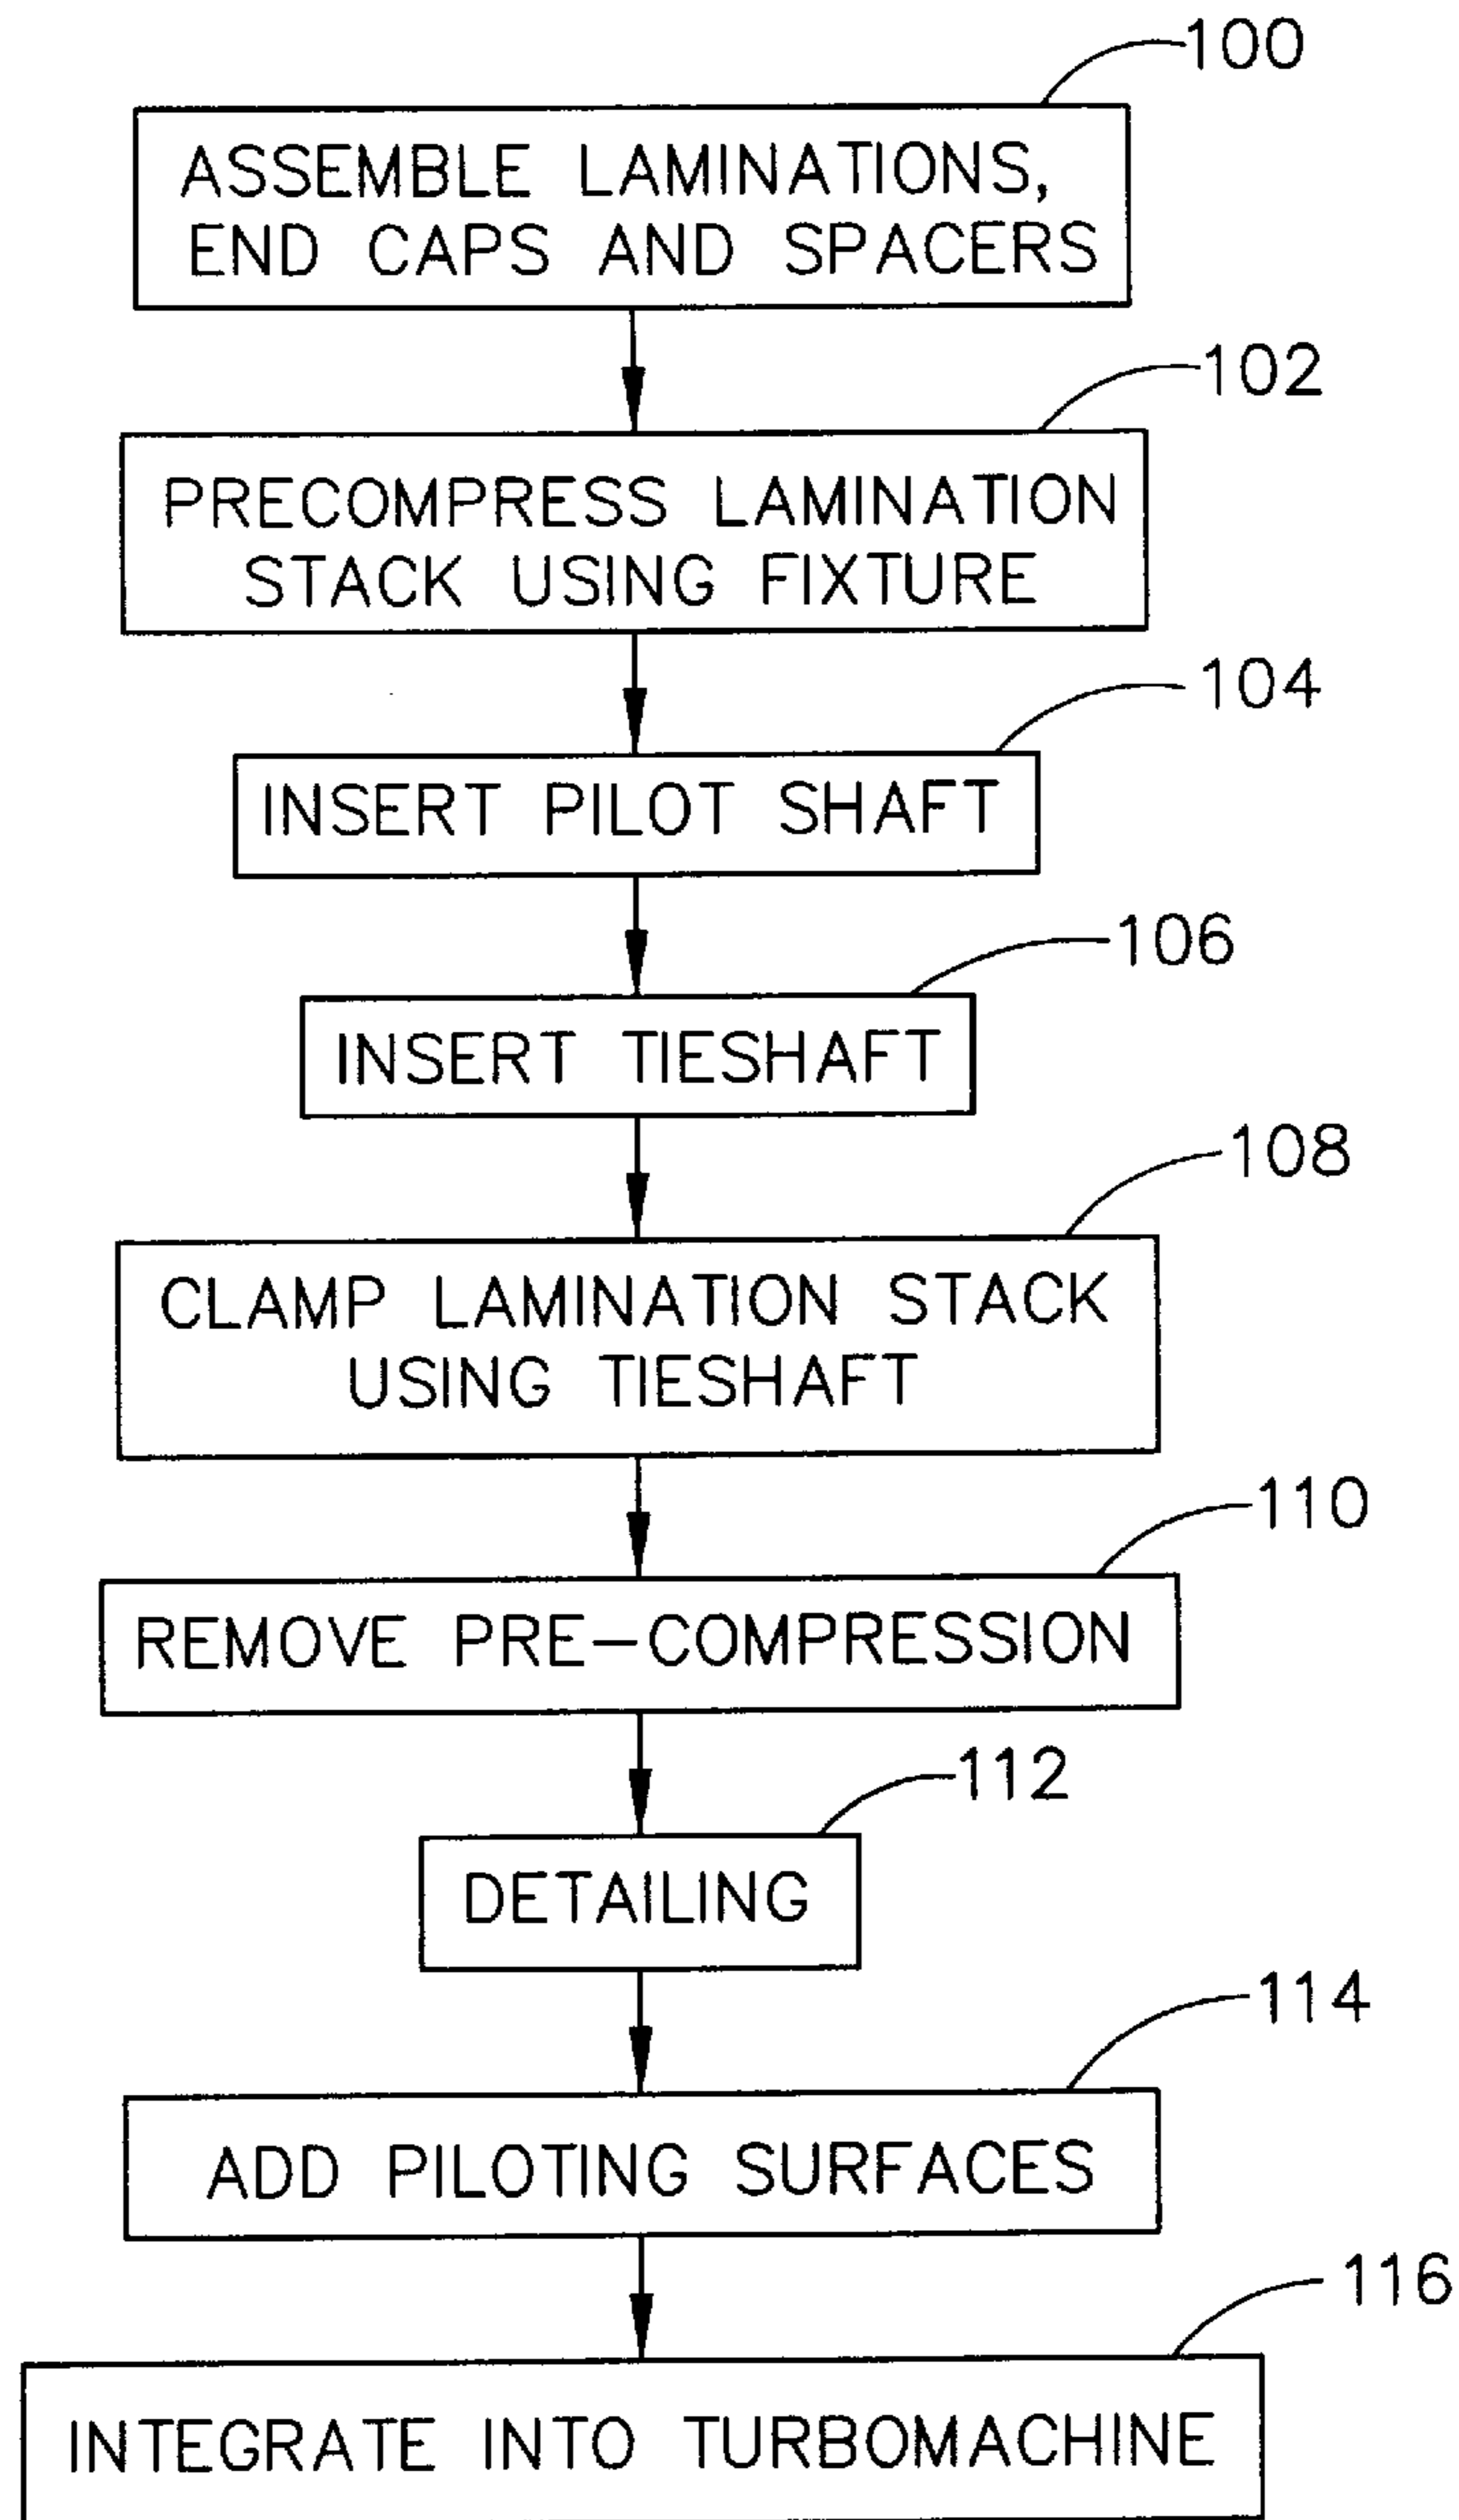 100
ASSEMBLE LAMINATIONS,
END CAPS AND SPACERS
102
PRECOMPRESS LAMINATION
STACK USING FIXTURE
104
INSERT PILOT SHAFT
106
INSERT TIESHAFT
108
CLAMP LAMINATION STACK
USING TIESHAFT
110
REMOVE PRE-COMPRESSION
112
DETAILING
114
ADD PILOTING SURFACES
116
INTEGRATE INTO TURBOMACHINE